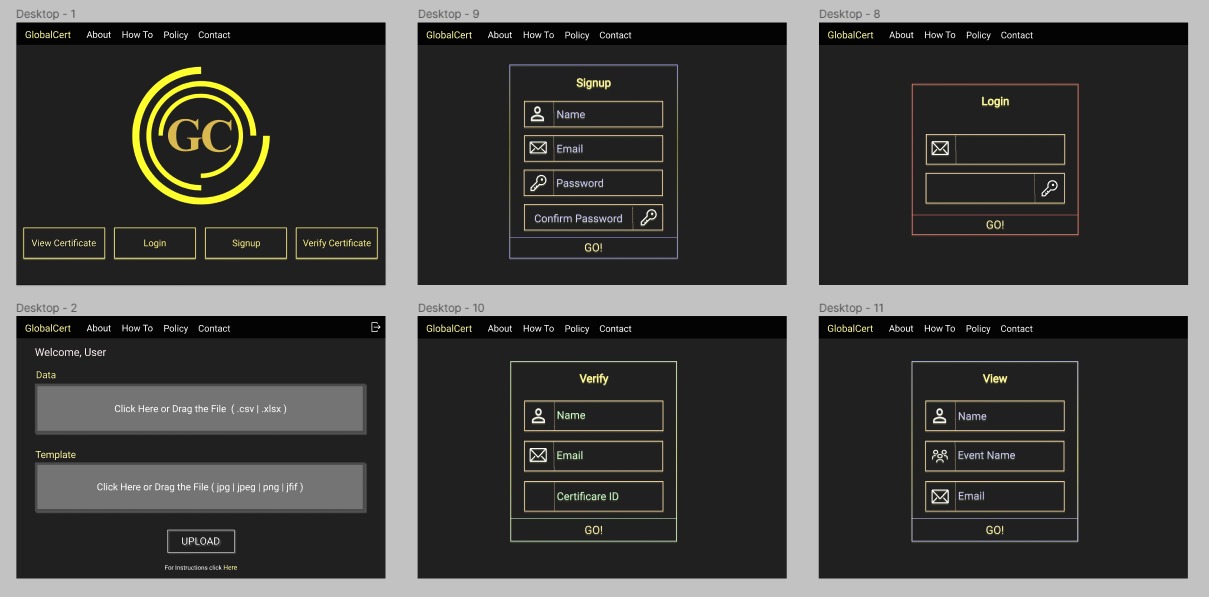 Desktop - 1
GlobalCert About How To Policy Contact
GC
View Certificate Login Signup Verify Certificate
Desktop - 9
GlobalCert About How To Policy Contact
Signup
Name
Email
Password
Confirm Password
GO!
Desktop - 8
GlobalCert About How To Policy Contact
Login
GO!
Desktop - 2
GlobalCert About How To Policy Contact
Welcome, User
Data
Click Here or Drag the File ( .csv | .xlsx )
Template
Click Here or Drag the File ( jpg | jpeg | png | jfif )
UPLOAD
For Instructions click Here
Desktop - 10
GlobalCert About How To Policy Contact
Verify
Name
Email
Certificare ID
GO!
Desktop - 11
GlobalCert About How To Policy Contact
View
Name
Event Name
Email
GO!